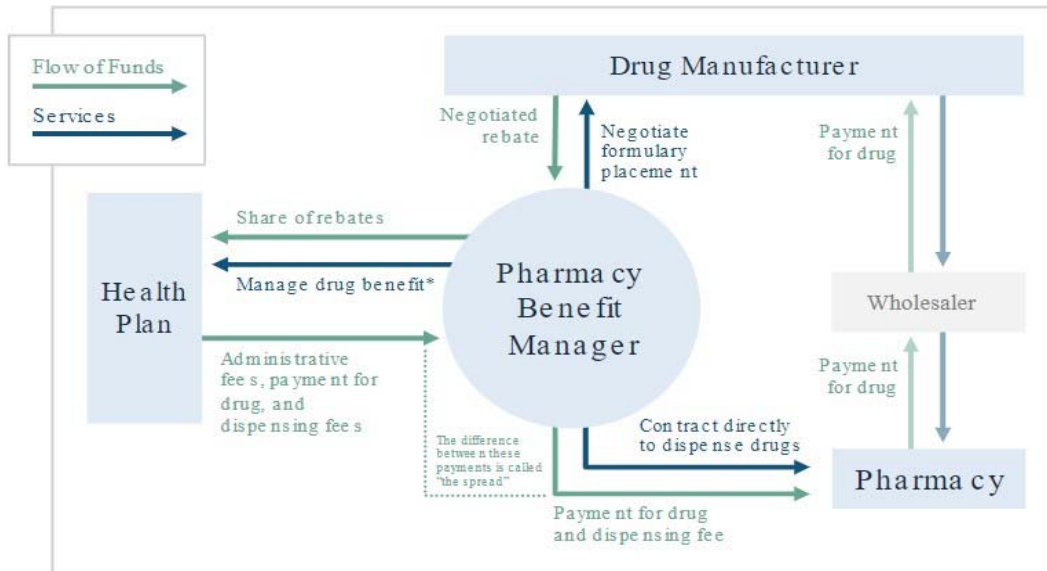 Flow of Funds
Services
Drug Manufacturer
Negotiated
rebate
Negotiate
formulary
placement
Payment
for drug
Share of rebates
Manage drug benefit*
Health
Plan
Pharmacy
Benefit
Manager
Wholesaler
Administrative
fees, payment for
drug, and
dispensing fees
Payment
for drug
The difference
between these
payments is called
"the spread"
Contract directly
to dispense drugs
Pharmacy
Payment for drug
and dispensing fee